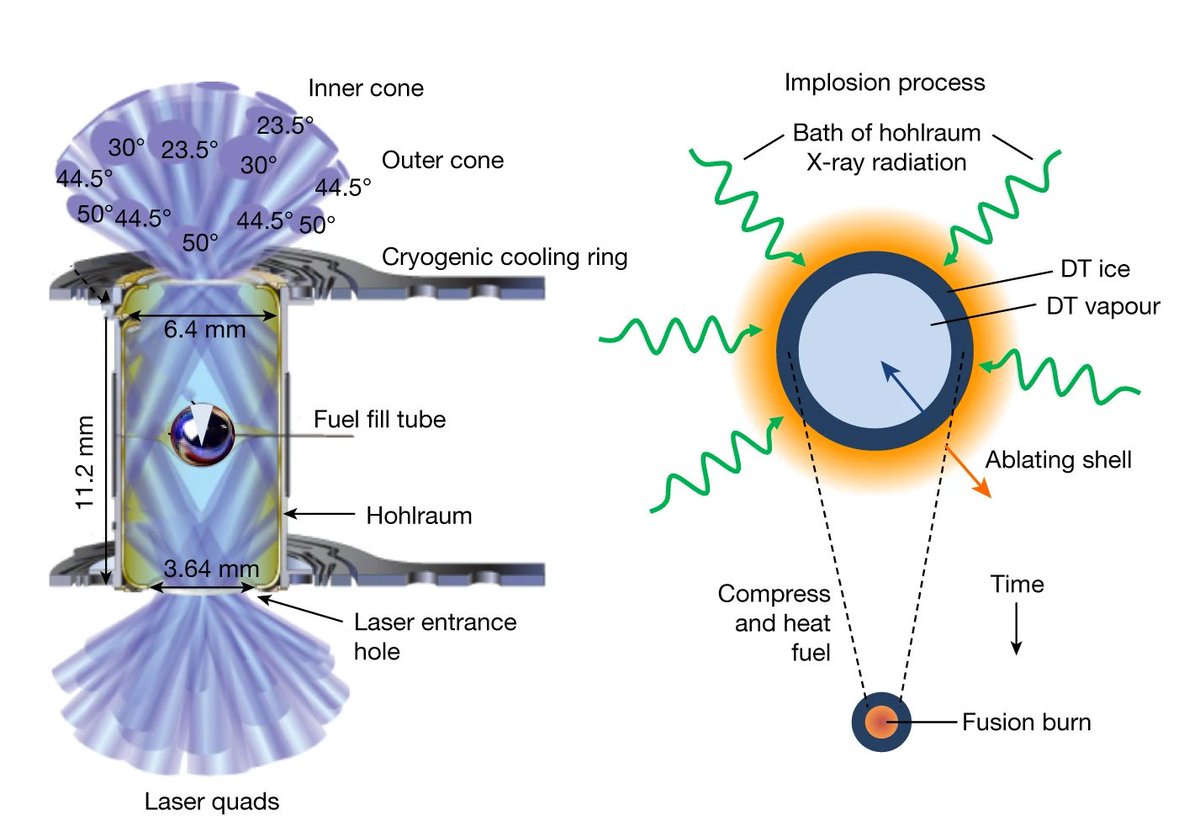 Inner cone
23.5°
30°
23.5°
30°
Outer cone
44.5°
44.5°
50°
44.5°
44.5°
50°
50°
Cryogenic cooling ring
6.4 mm
11.2 mm
Fuel fill tube
Hohlraum
3.64 mm
Laser entrance
hole
Laser quads
Implosion process
Bath of hohlraum
X-ray radiation
DT ice
DT vapour
Ablating shell
Compress
and heat
fuel
Time
Fusion burn